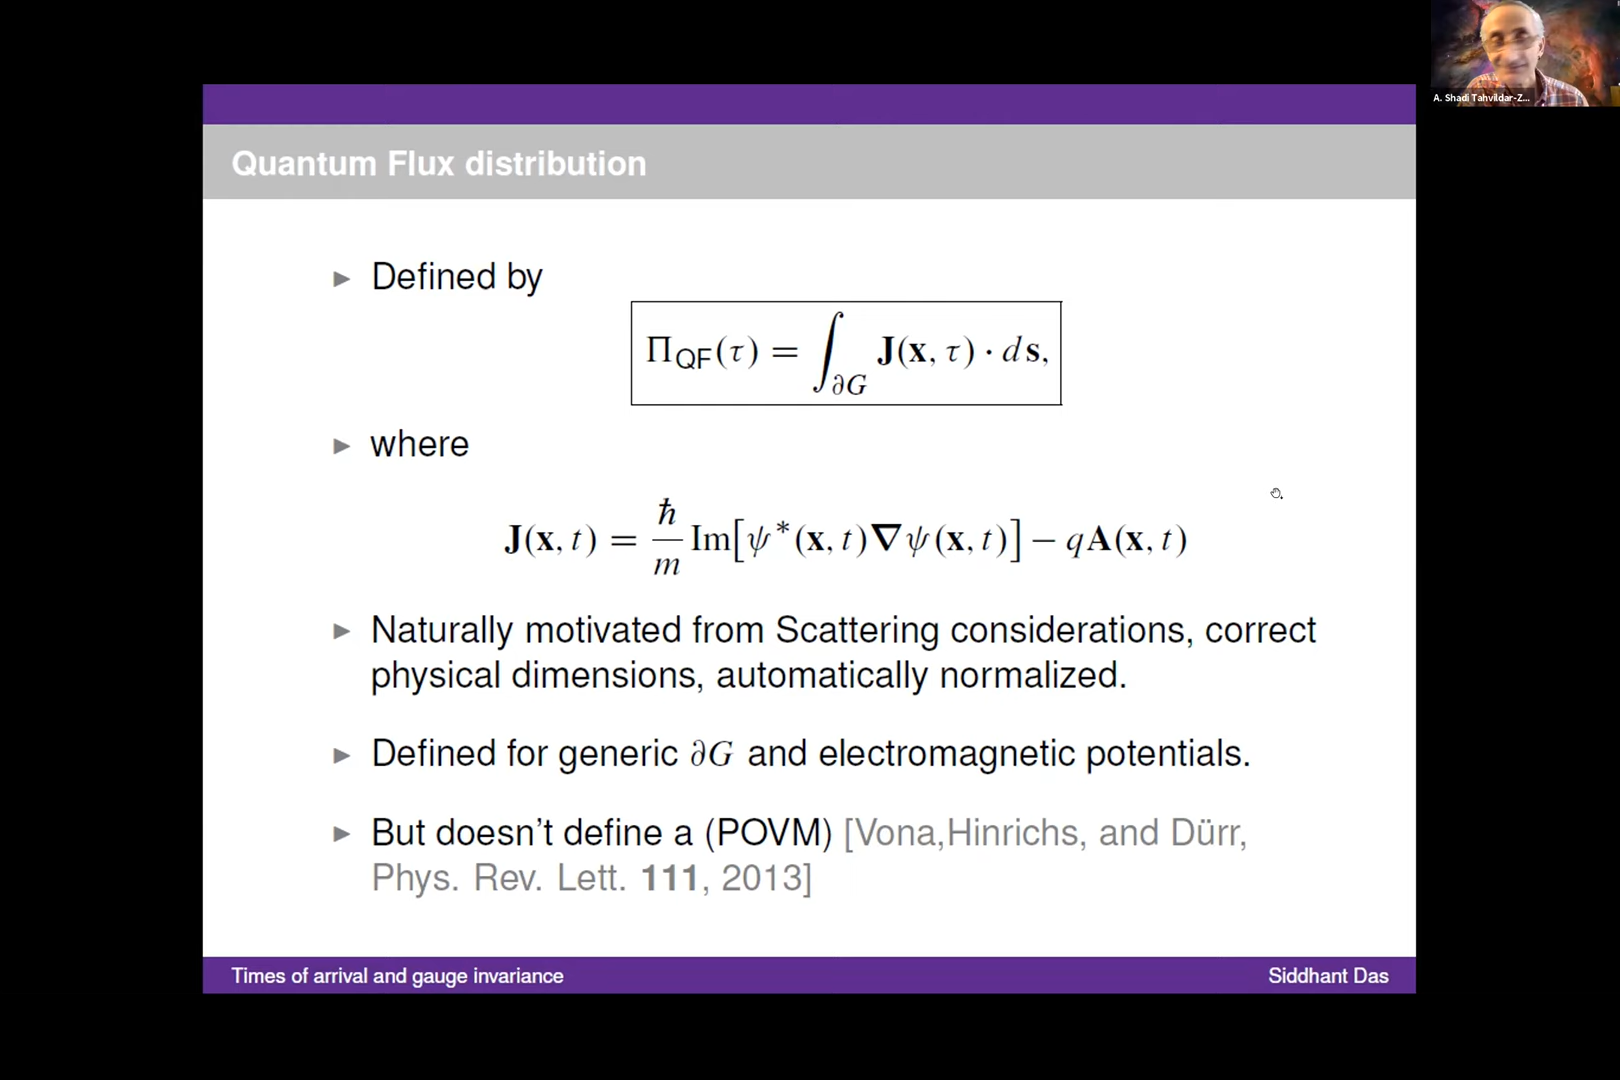 A. Shadi Tahvildar-Z...
Quantum Flux distribution
▶ Defined by
Π_QF(τ) = ∫_∂G J(x, τ) · ds,
▶ where
J(x, t) = ℏ/m Im[ψ*(x, t)∇ψ(x, t)] − qA(x, t)
▶ Naturally motivated from Scattering considerations, correct
physical dimensions, automatically normalized.
▶ Defined for generic ∂G and electromagnetic potentials.
▶ But doesn't define a (POVM) [Vona,Hinrichs, and Dürr,
Phys. Rev. Lett. 111, 2013]
Times of arrival and gauge invariance
Siddhant Das